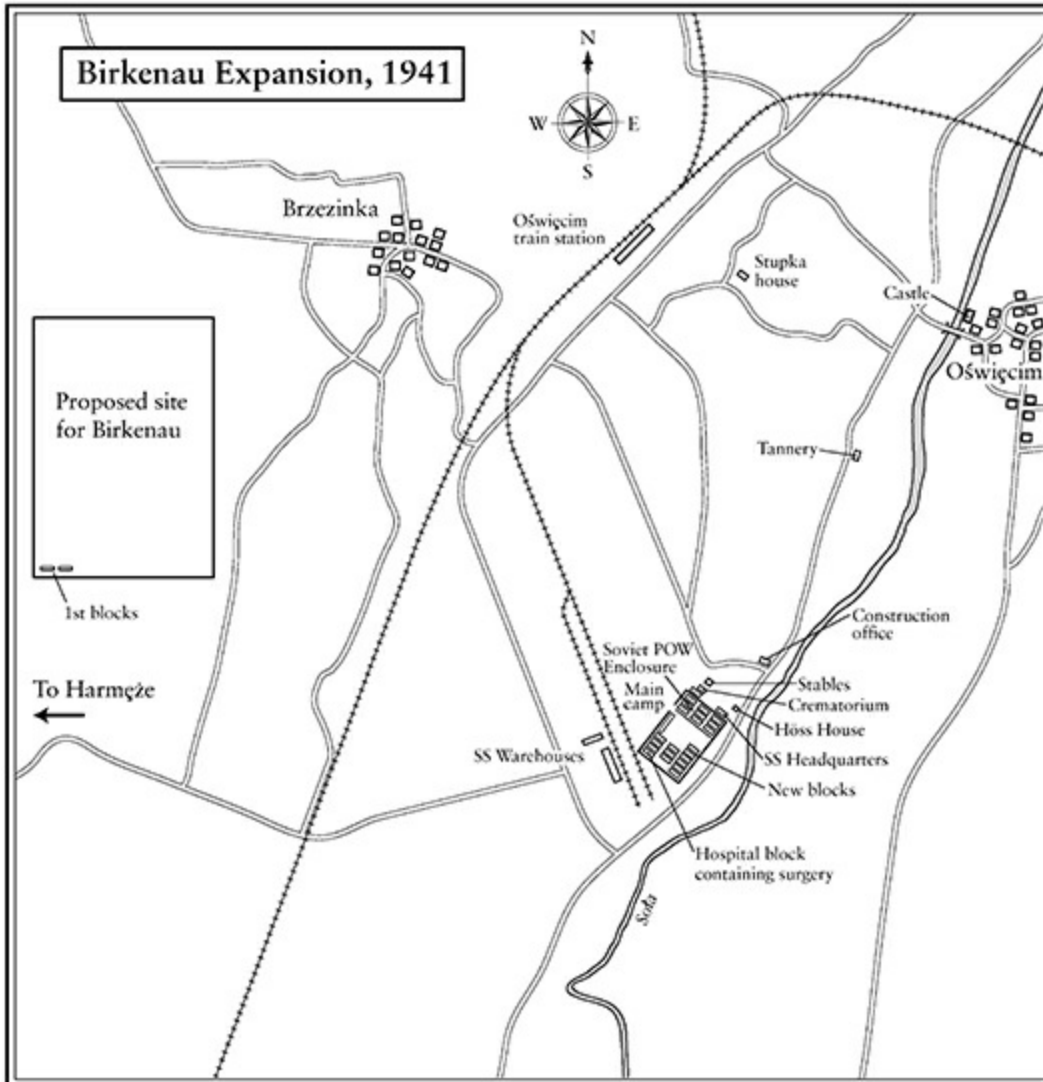 Birkenau Expansion, 1941
N
W
E
S
Brzezinka
Oświęcim
train station
Stupka
house
Castle
Oświęcim
Proposed site
for Birkenau
Tannery
1st blocks
Construction
office
Soviet POW
Enclosure
Main
camp
Stables
Crematorium
Höss House
SS Headquarters
New blocks
To Harmęże
SS Warehouses
Hospital block
containing surgery
Soła